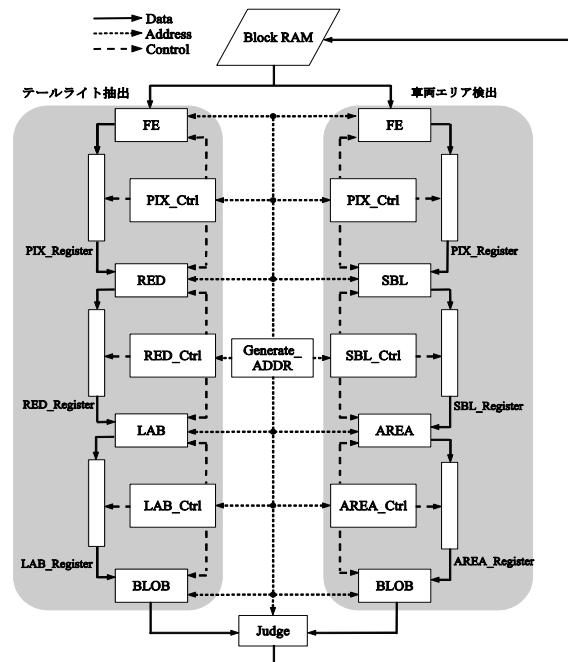 Data
Address
Control
Block RAM
テールライト抽出
車両エリア検出
FE
FE
PIX_Ctrl
PIX_Ctrl
PIX_Register
PIX_Register
RED
SBL
RED_Ctrl
Generate_
ADDR
SBL_Ctrl
RED_Register
SBL_Register
LAB
AREA
LAB_Ctrl
AREA_Ctrl
LAB_Register
AREA_Register
BLOB
BLOB
Judge